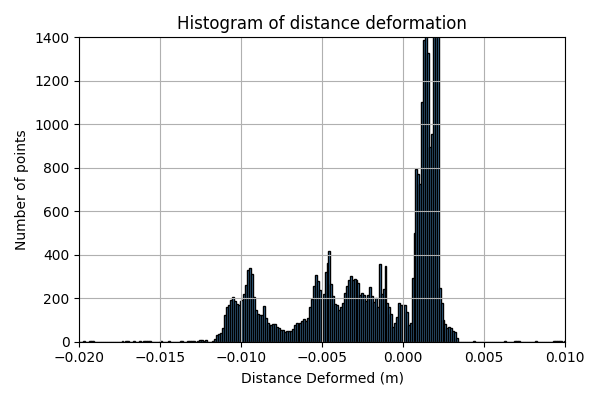 Histogram of distance deformation
1400
1200
1000
800
600
400
200
0
Number of points
−0.020 −0.015 −0.010 −0.005 0.000 0.005 0.010
Distance Deformed (m)